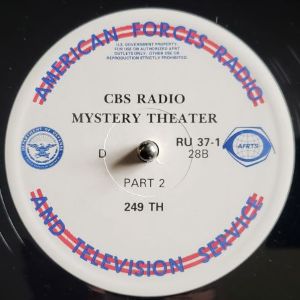 AMERICAN FORCES RADIO
U.S. GOVERNMENT PROPERTY.
FOR USE ON AUTHORIZED AFRT
OUTLETS ONLY. OTHER USE OR
REPRODUCTION STRICTLY PROHIBITED.
CBS RADIO
MYSTERY THEATER
D
RU 37-1
28B
AFRTS
PART 2
249 TH
AND TELEVISION SERVICE